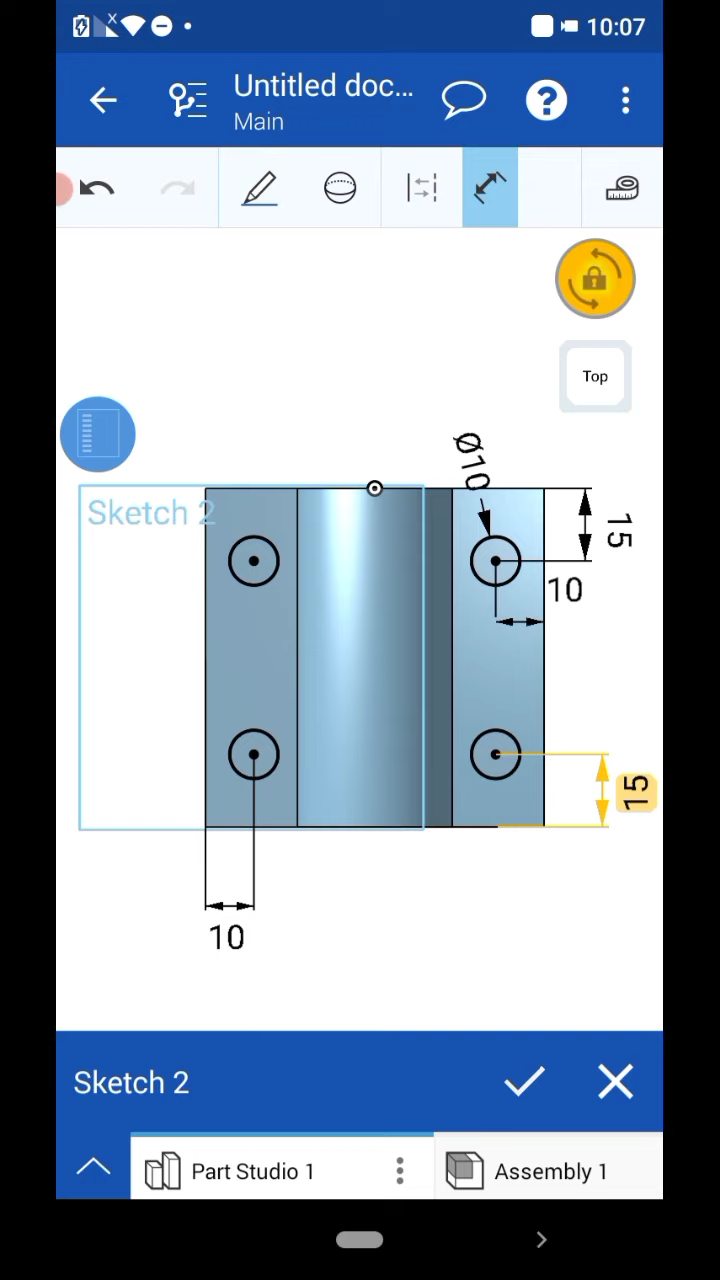 10:07
Untitled doc...
Main
Top
Ø10
Sketch 2
15
10
15
10
Sketch 2
Part Studio 1
Assembly 1